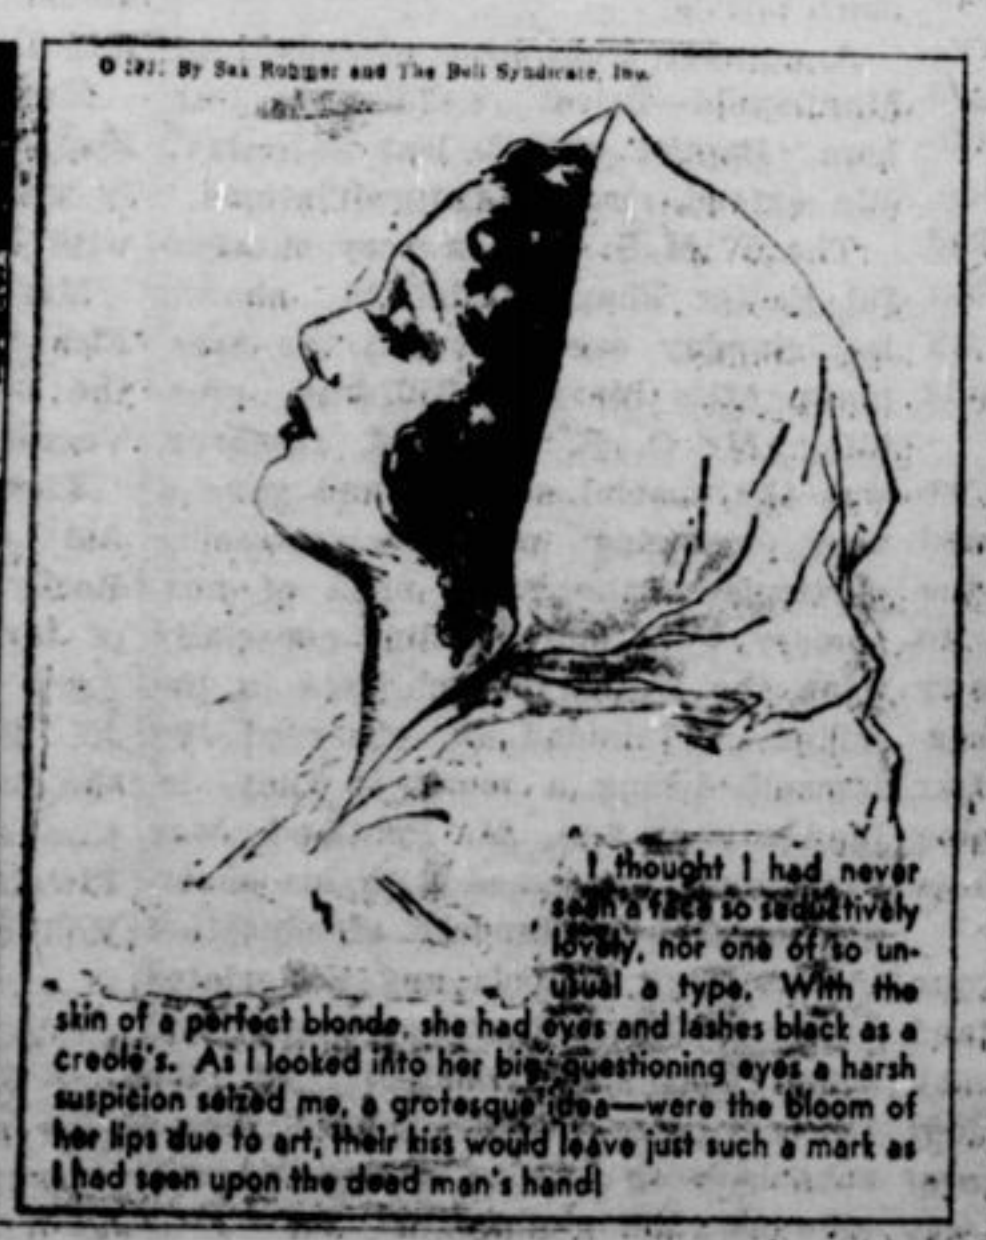 © By Sax Rohmer and The Bell Syndicate, Inc.
I thought I had never
seen a face so seductively
lovely, nor one of so un-
usual a type. With the
skin of a perfect blonde, she had eyes and lashes black as a
creole's. As I looked into her big, questioning eyes a harsh
suspicion seized me, a grotesque idea—were the bloom of
her lips due to art, their kiss would leave just such a mark as
I had seen upon the dead man's hand!